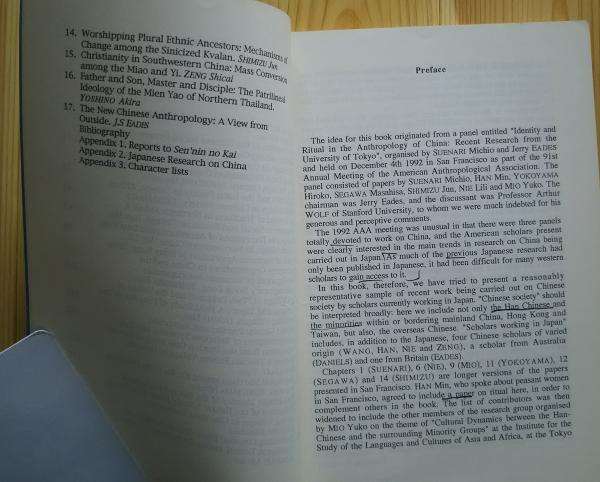 14. Worshipping Plural Ethnic Ancestors: Mechanisms of
Change among the Sinicized Kvalan. SHIMIZU Jun
15. Christianity in Southwestern China: Mass Conversion
among the Miao and Yi. ZENG Shicai
16. Father and Son, Master and Disciple: The Patrilineal
Ideology of the Mien Yao of Northern Thailand.
YOSHINO Akira
17. The New Chinese Anthropology: A View from
Outside. J.S EADES
Bibliography
Appendix 1. Reports to Sen'nin no Kai
Appendix 2. Japanese Research on China
Appendix 3. Character lists
Preface
The idea for this book originated from a panel entitled "Identity and
Ritual in the Anthropology of China: Recent Research from the
University of Tokyo", organised by SUENARI Michio and Jerry EADES
and held on December 4th 1992 in San Francisco as part of the 91st
Annual Meeting of the American Anthropological Association. The
panel consisted of papers by SUENARI Michio, HAN Min, YOKOYAMA
Hiroko, SEGAWA Masahisa, SHIMIZU Jun, NIE Lili and MIO Yuko. The
chairman was Jerry Eades, and the discussant was Professor Arthur
WOLF of Stanford University, to whom we were much indebted for his
generous and perceptive comments.
The 1992 AAA meeting was unusual in that there were three panels
totally devoted to work on China, and the American scholars present
were clearly interested in the main trends in research on China being
carried out in Japan. As much of the previous Japanese research had
only been published in Japanese, it had been difficult for many western
scholars to gain access to it.
In this book, therefore, we have tried to present a reasonably
representative sample of recent work being carried out on Chinese
society by scholars currently working in Japan. "Chinese society" should
be interpreted broadly: here we include not only the Han Chinese and
the minorities within or bordering mainland China, Hong Kong and
Taiwan, but also, the overseas Chinese. "Scholars working in Japan"
includes, in addition to the Japanese, four Chinese scholars of varied
origin (WANG, HAN, NIE and ZENG), a scholar from Australia
(DANIELS) and one from Britain (EADES).
Chapters 1 (SUENARI), 6 (NIE), 9 (MIO), 11 (YOKOYAMA), 12
(SEGAWA) and 14 (SHIMIZU) are longer versions of the papers
presented in San Francisco. HAN Min, who spoke about peasant women
in San Francisco, agreed to include a paper on ritual here, in order to
complement others in the book. The list of contributors was then
widened to include the other members of the research group organised
by MIO Yuko on the theme of "Cultural Dynamics between the Han-
Chinese and the surrounding Minority Groups" at the Institute for the
Study of the Languages and Cultures of Asia and Africa, at the Tokyo